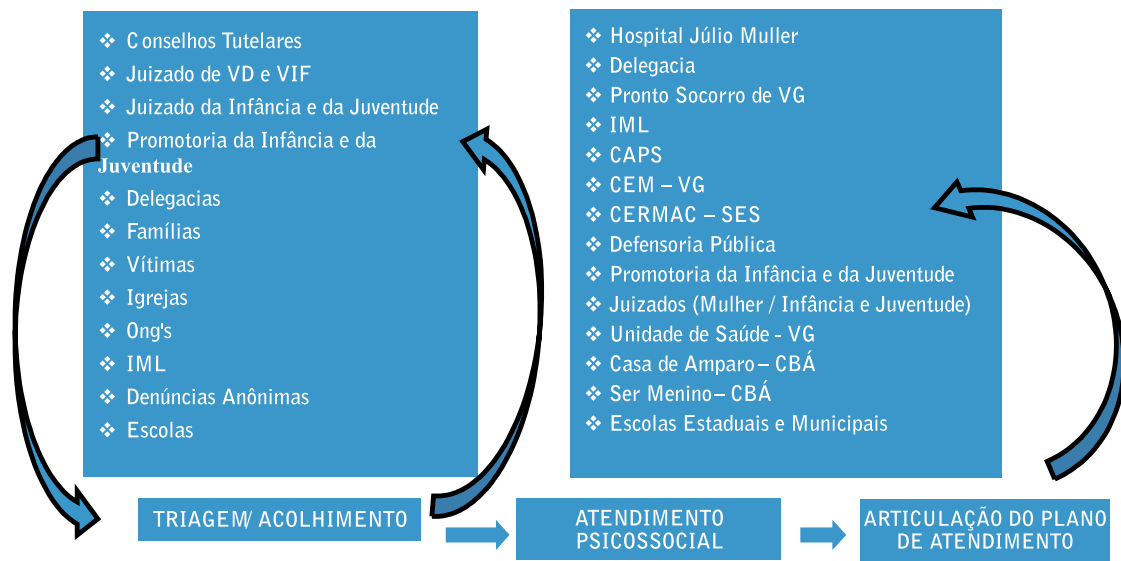 ❖ Conselhos Tutelares
❖ Juizado de VD e VIF
❖ Juizado da Infância e da Juventude
❖ Promotoria da Infância e da
Juventude
❖ Delegacias
❖ Famílias
❖ Vítimas
❖ Igrejas
❖ Ong's
❖ IML
❖ Denúncias Anônimas
❖ Escolas
❖ Hospital Júlio Muller
❖ Delegacia
❖ Pronto Socorro de VG
❖ IML
❖ CAPS
❖ CEM – VG
❖ CERMAC – SES
❖ Defensoria Pública
❖ Promotoria da Infância e da Juventude
❖ Juizados (Mulher / Infância e Juventude)
❖ Unidade de Saúde - VG
❖ Casa de Amparo – CBÁ
❖ Ser Menino – CBÁ
❖ Escolas Estaduais e Municipais
TRIAGEM/ ACOLHIMENTO
ATENDIMENTO
PSICOSSOCIAL
ARTICULAÇÃO DO PLANO
DE ATENDIMENTO